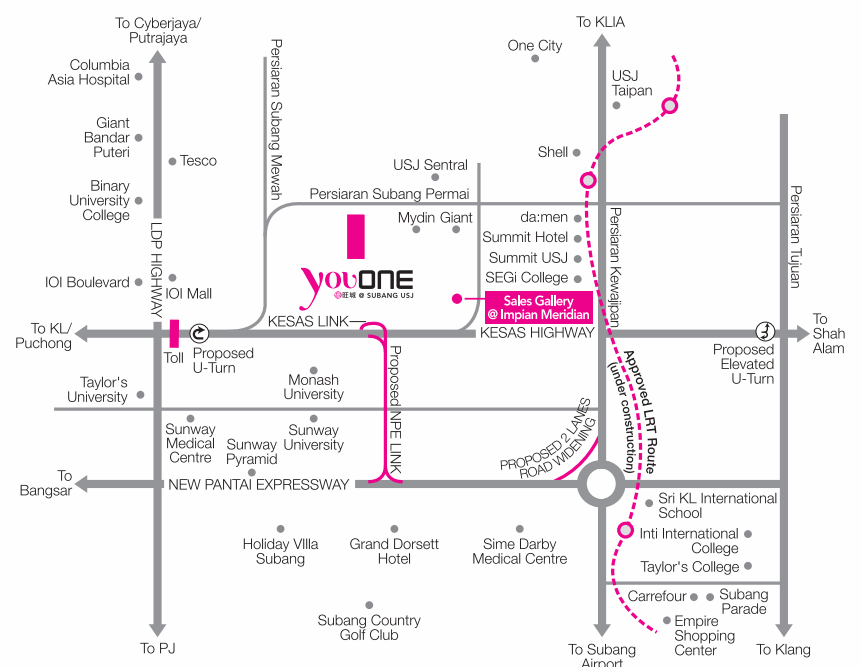 To Cyberjaya/
Putrajaya
To KLIA
One City
Columbia
Asia Hospital
USJ
Taipan
Persiaran Subang Mewah
Giant
Bandar
Puteri
Tesco
Shell
USJ Sentral
Binary
University
College
Persiaran Subang Permai
Persiaran Tujuan
Mydin Giant
da:men
Persiaran Kewajipan
LDP HIGHWAY
Summit Hotel
Summit USJ
SEGi College
IOI Boulevard
IOI Mall
youONE
旺城 @ SUBANG USJ
Sales Gallery
@ Impian Meridian
To KL/
Puchong
KESAS LINK
KESAS HIGHWAY
To
Shah
Alam
Toll
Proposed
U-Turn
Proposed
Elevated
U-Turn
Proposed NPE LINK
Approved LRT Route
(under construction)
Taylor's
University
Monash
University
Sunway
Medical
Centre
Sunway
University
Sunway
Pyramid
PROPOSED 2 LANES
ROAD WIDENING
To
Bangsar
NEW PANTAI EXPRESSWAY
Sri KL International
School
Holiday VIlla
Subang
Grand Dorsett
Hotel
Sime Darby
Medical Centre
Inti International
College
Taylor's College
Carrefour
Subang
Parade
Subang Country
Golf Club
Empire
Shopping
Center
To PJ
To Subang
Airport
To Klang